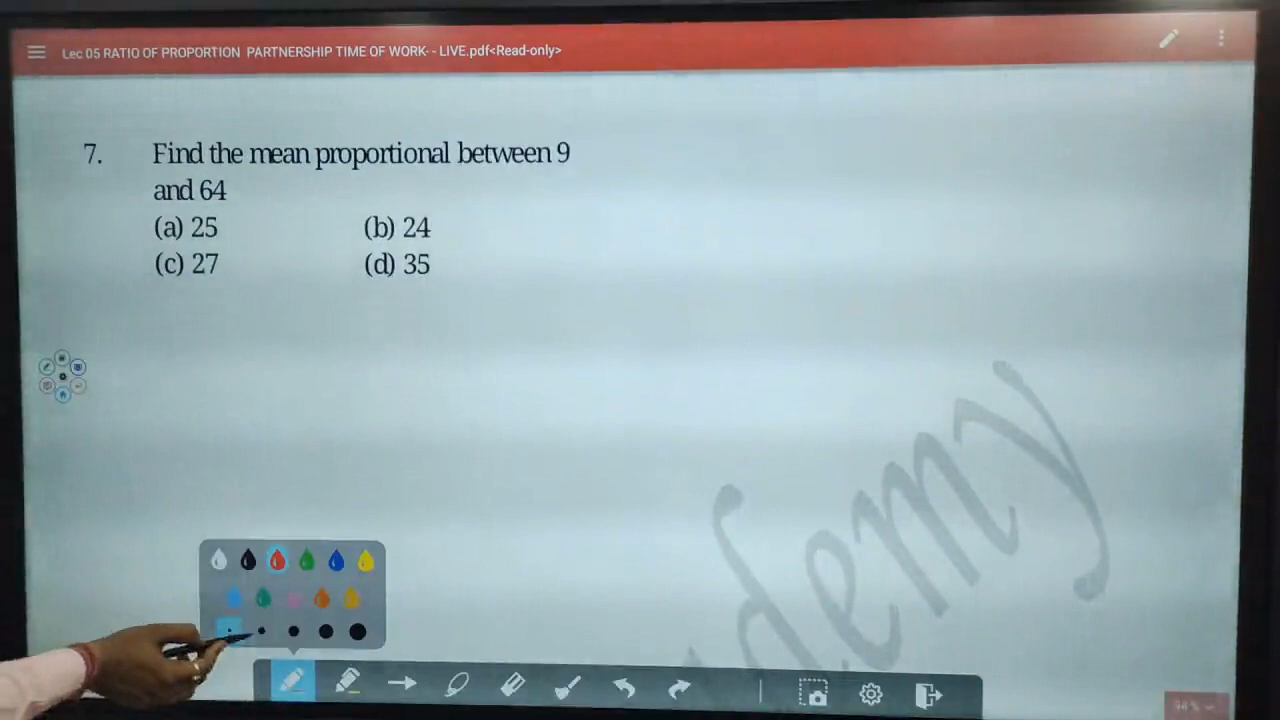 Lec 05 RATIO OF PROPORTION PARTNERSHIP TIME OF WORK- - LIVE.pdf<Read-only>
7. Find the mean proportional between 9
and 64
(a) 25 (b) 24
(c) 27 (d) 35
demy